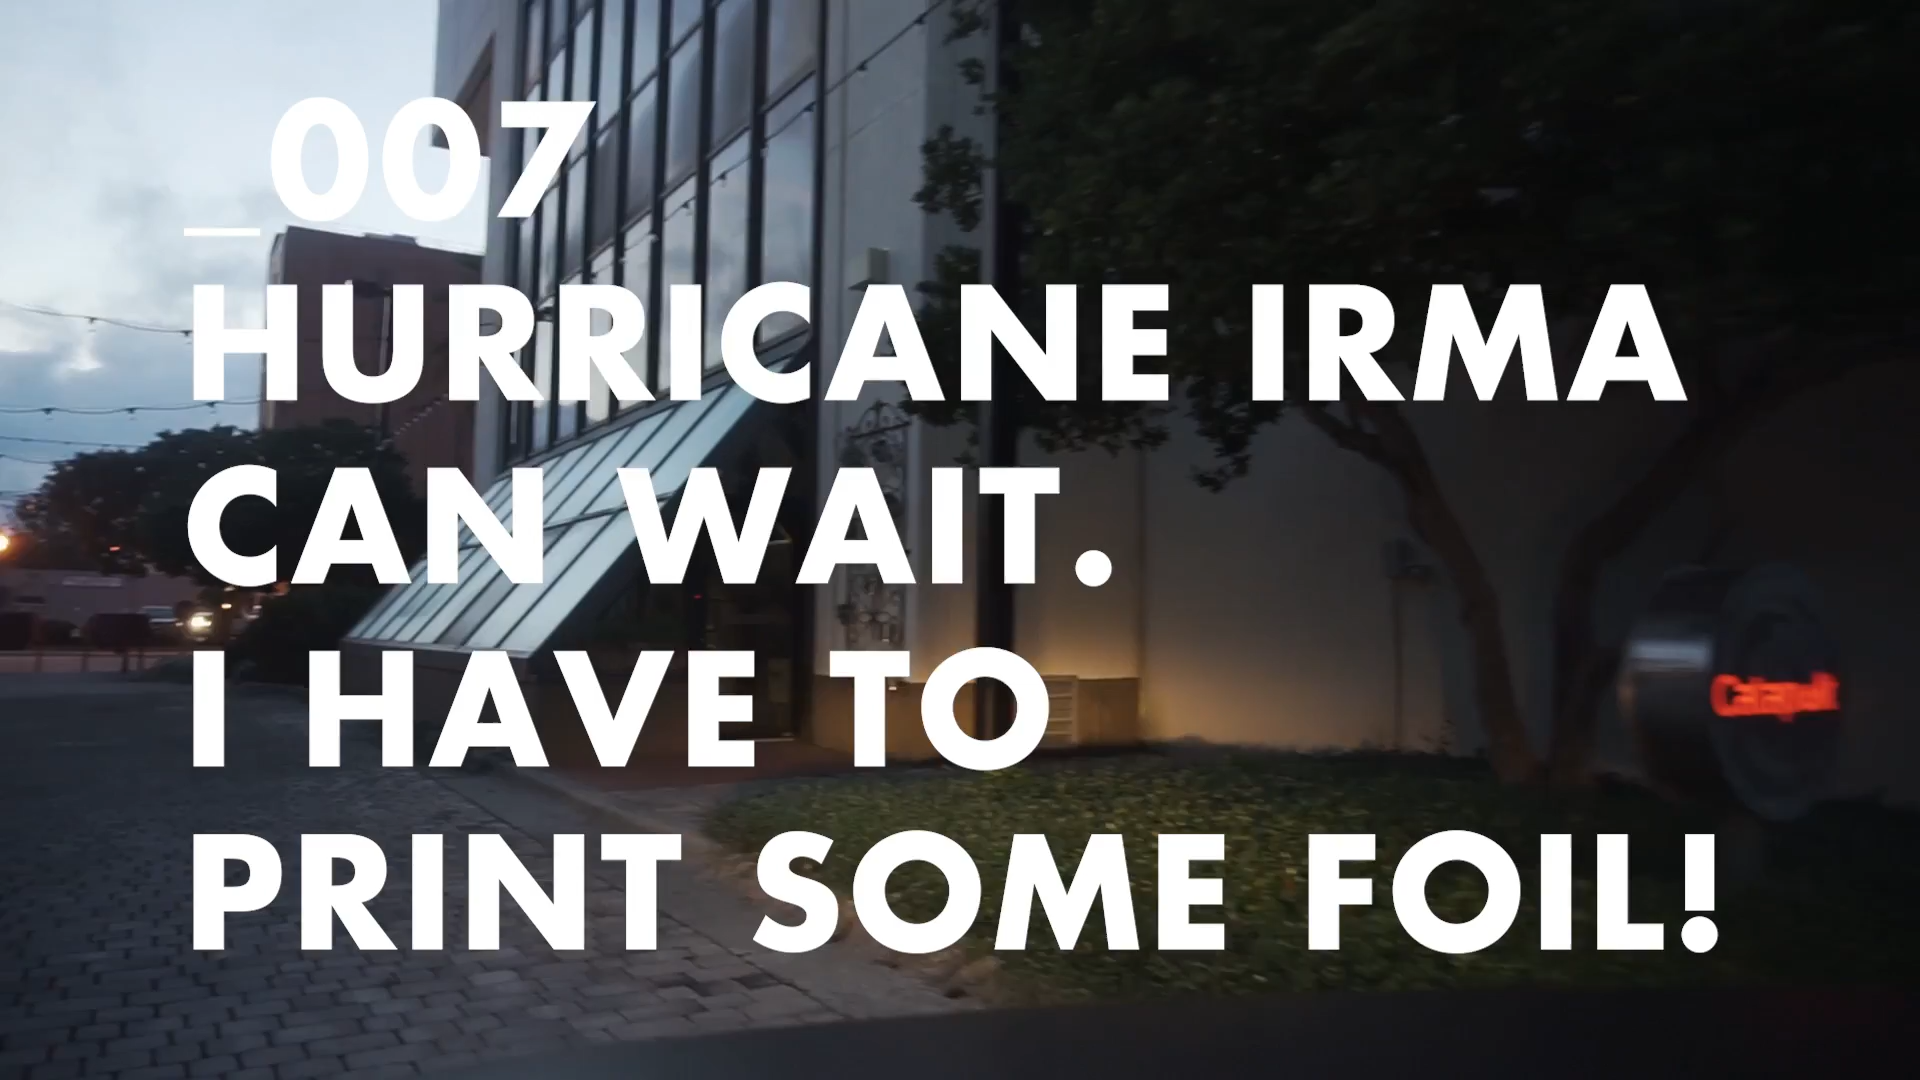 _007
HURRICANE IRMA
CAN WAIT.
I HAVE TO
PRINT SOME FOIL!
Catapult